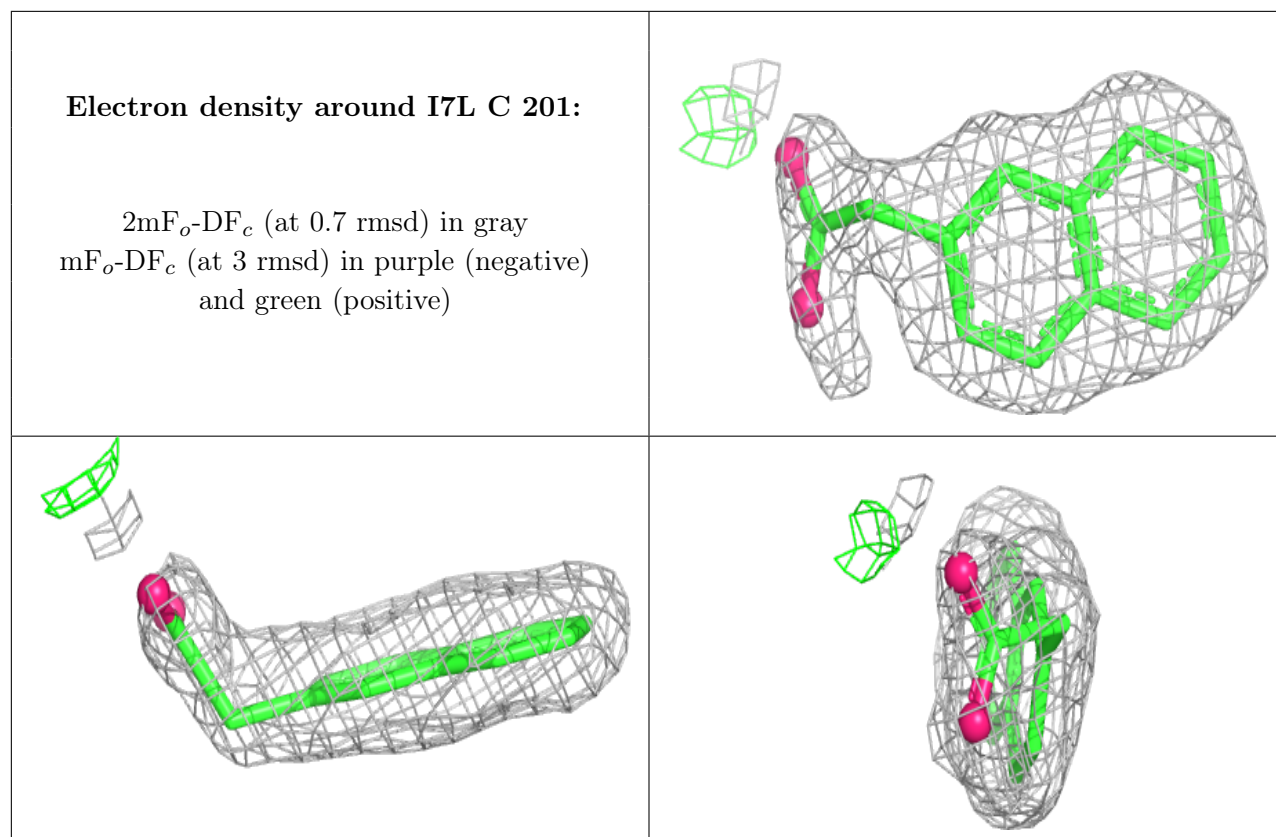 Electron density around I7L C 201:
2mFo-DFc (at 0.7 rmsd) in gray
mFo-DFc (at 3 rmsd) in purple (negative)
and green (positive)